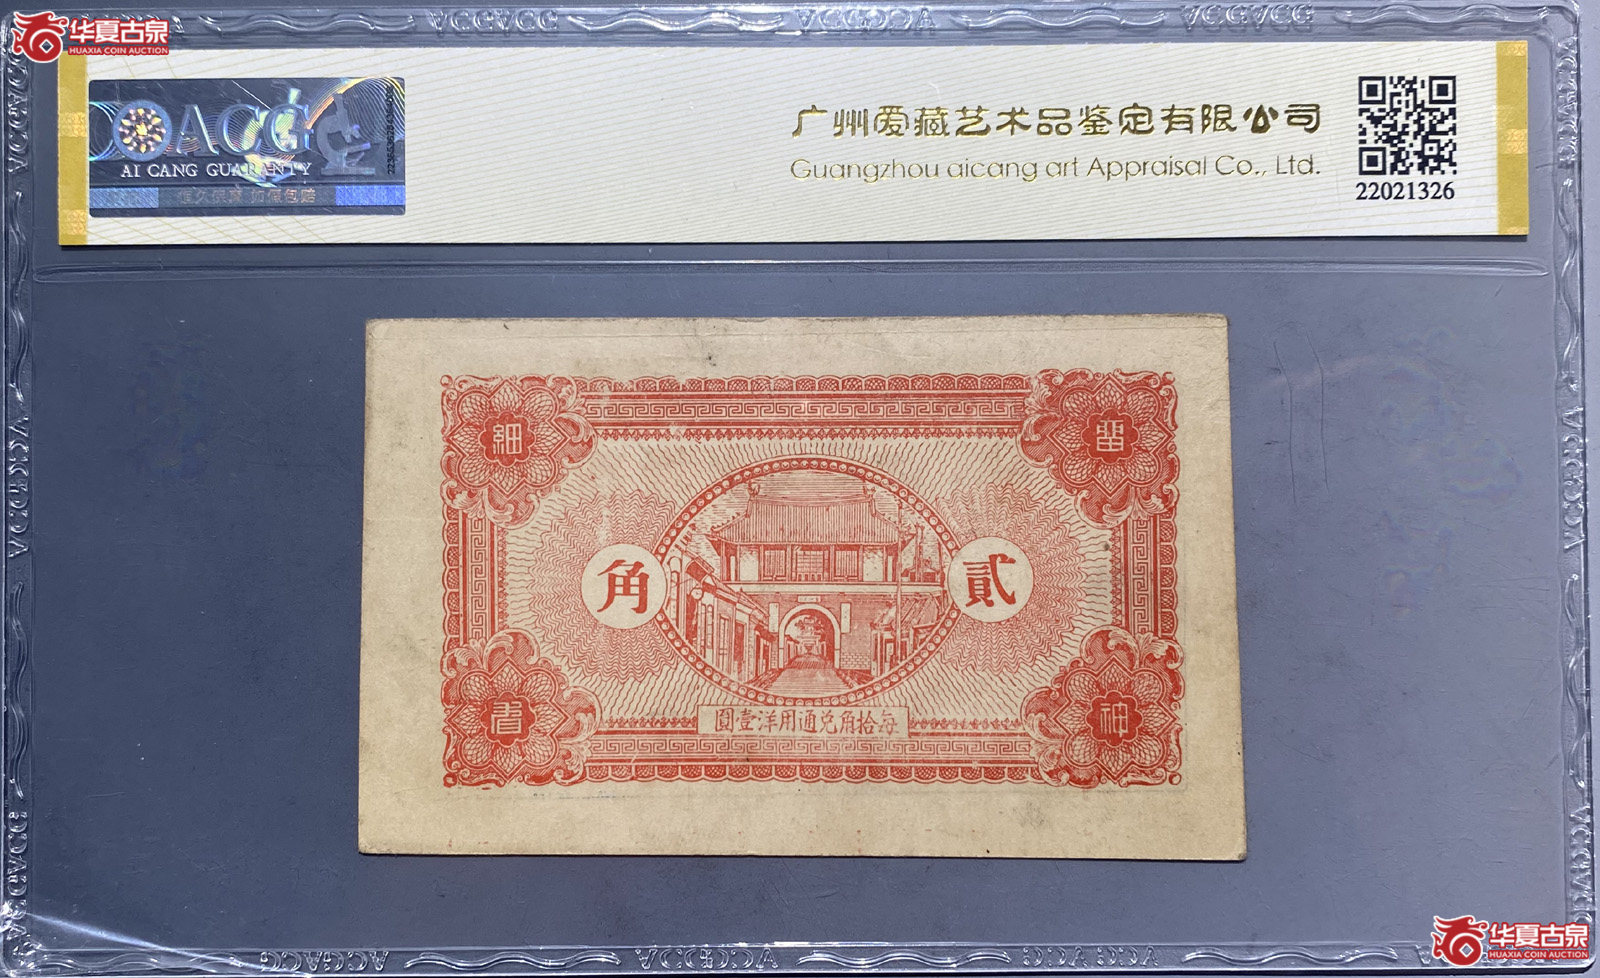 华夏古泉
HUAXIA COIN AUCTION
ACG
AI CANG GUARANTY
广州爱藏艺术品鉴定有限公司
Guangzhou aicang art Appraisal Co., Ltd.
22021326
留
神
細
看
貳
角
每拾角兌通用洋壹圓
华夏古泉
HUAXIA COIN AUCTION